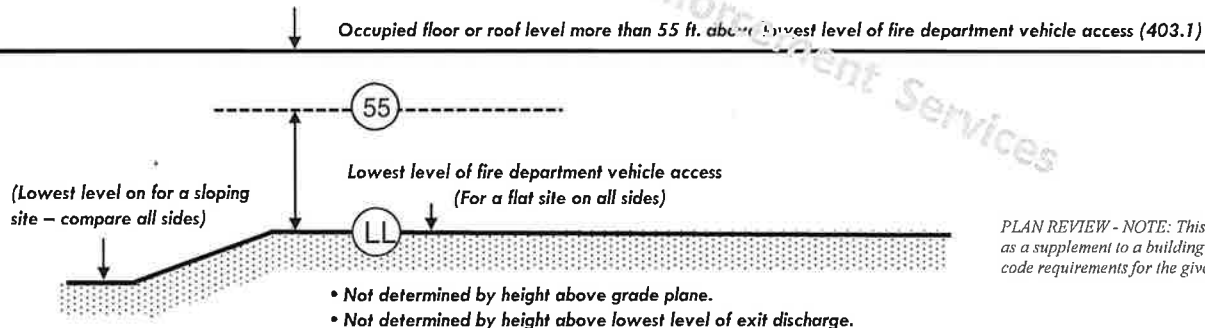 Occupied floor or roof level more than 55 ft. above lowest level of fire department vehicle access (403.1)
Services
55
Lowest level of fire department vehicle access
(For a flat site on all sides)
(Lowest level on for a sloping
site – compare all sides)
LL
PLAN REVIEW - NOTE: This
as a supplement to a building
code requirements for the give
• Not determined by height above grade plane.
• Not determined by height above lowest level of exit discharge.